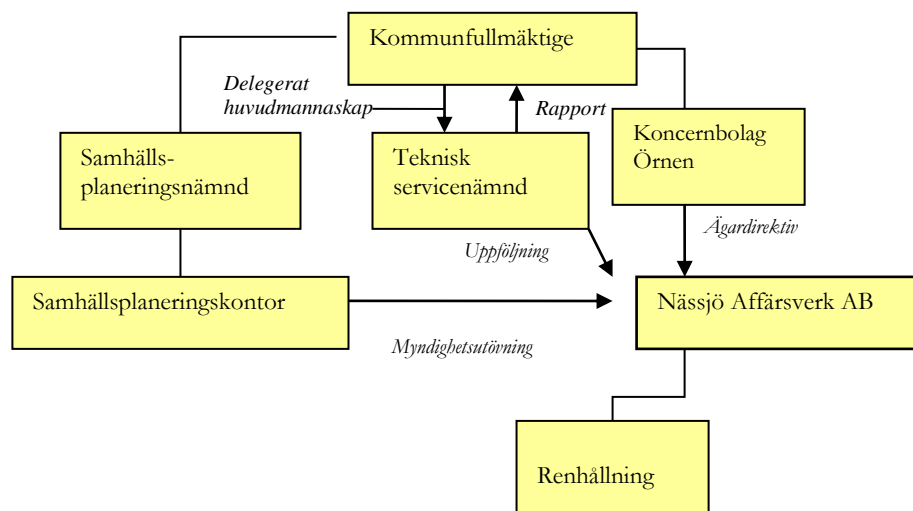 Kommunfullmäktige
Delegerat
huvudmannaskap
Rapport
Samhälls-
planeringsnämnd
Teknisk
servicenämnd
Koncernbolag
Örnen
Uppföljning
Ägardirektiv
Samhällsplaneringskontor
Nässjö Affärsverk AB
Myndighetsutövning
Renhållning